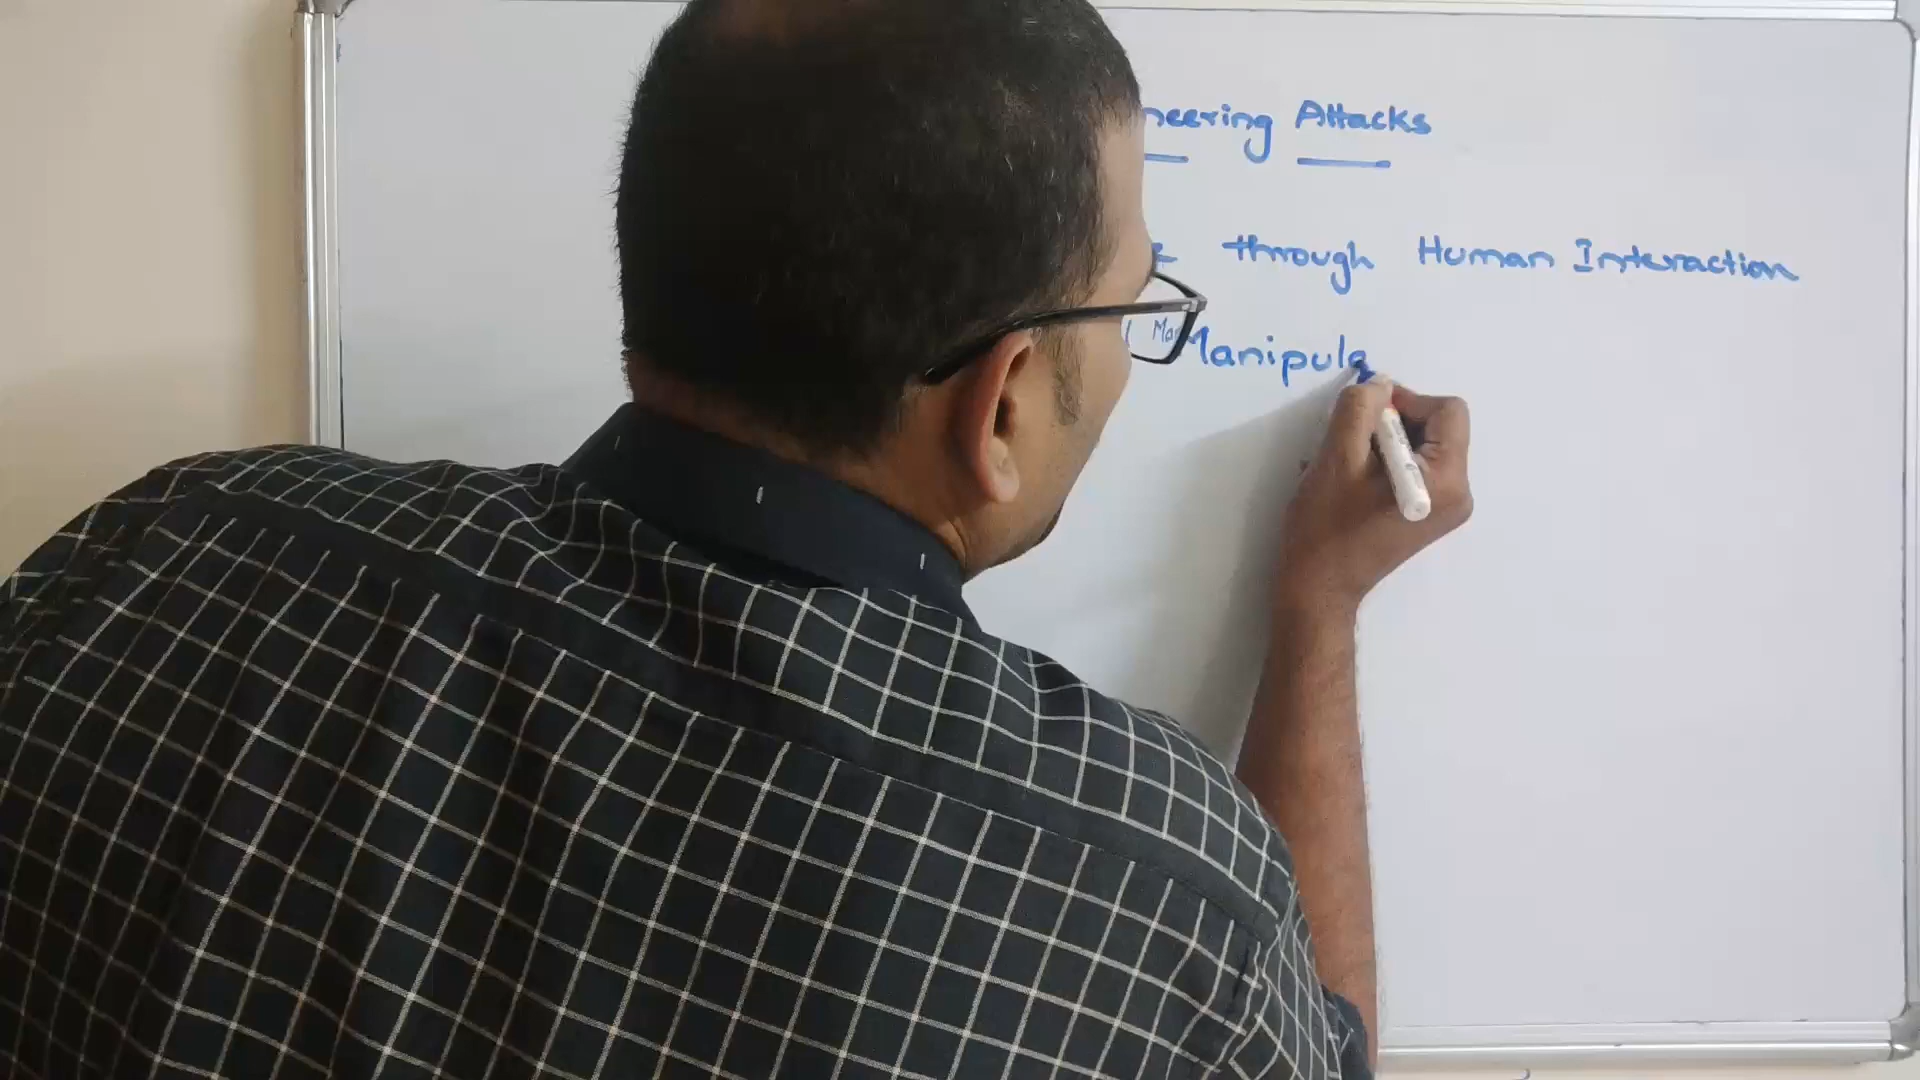 neering Attacks
through Human Interaction
Manipula